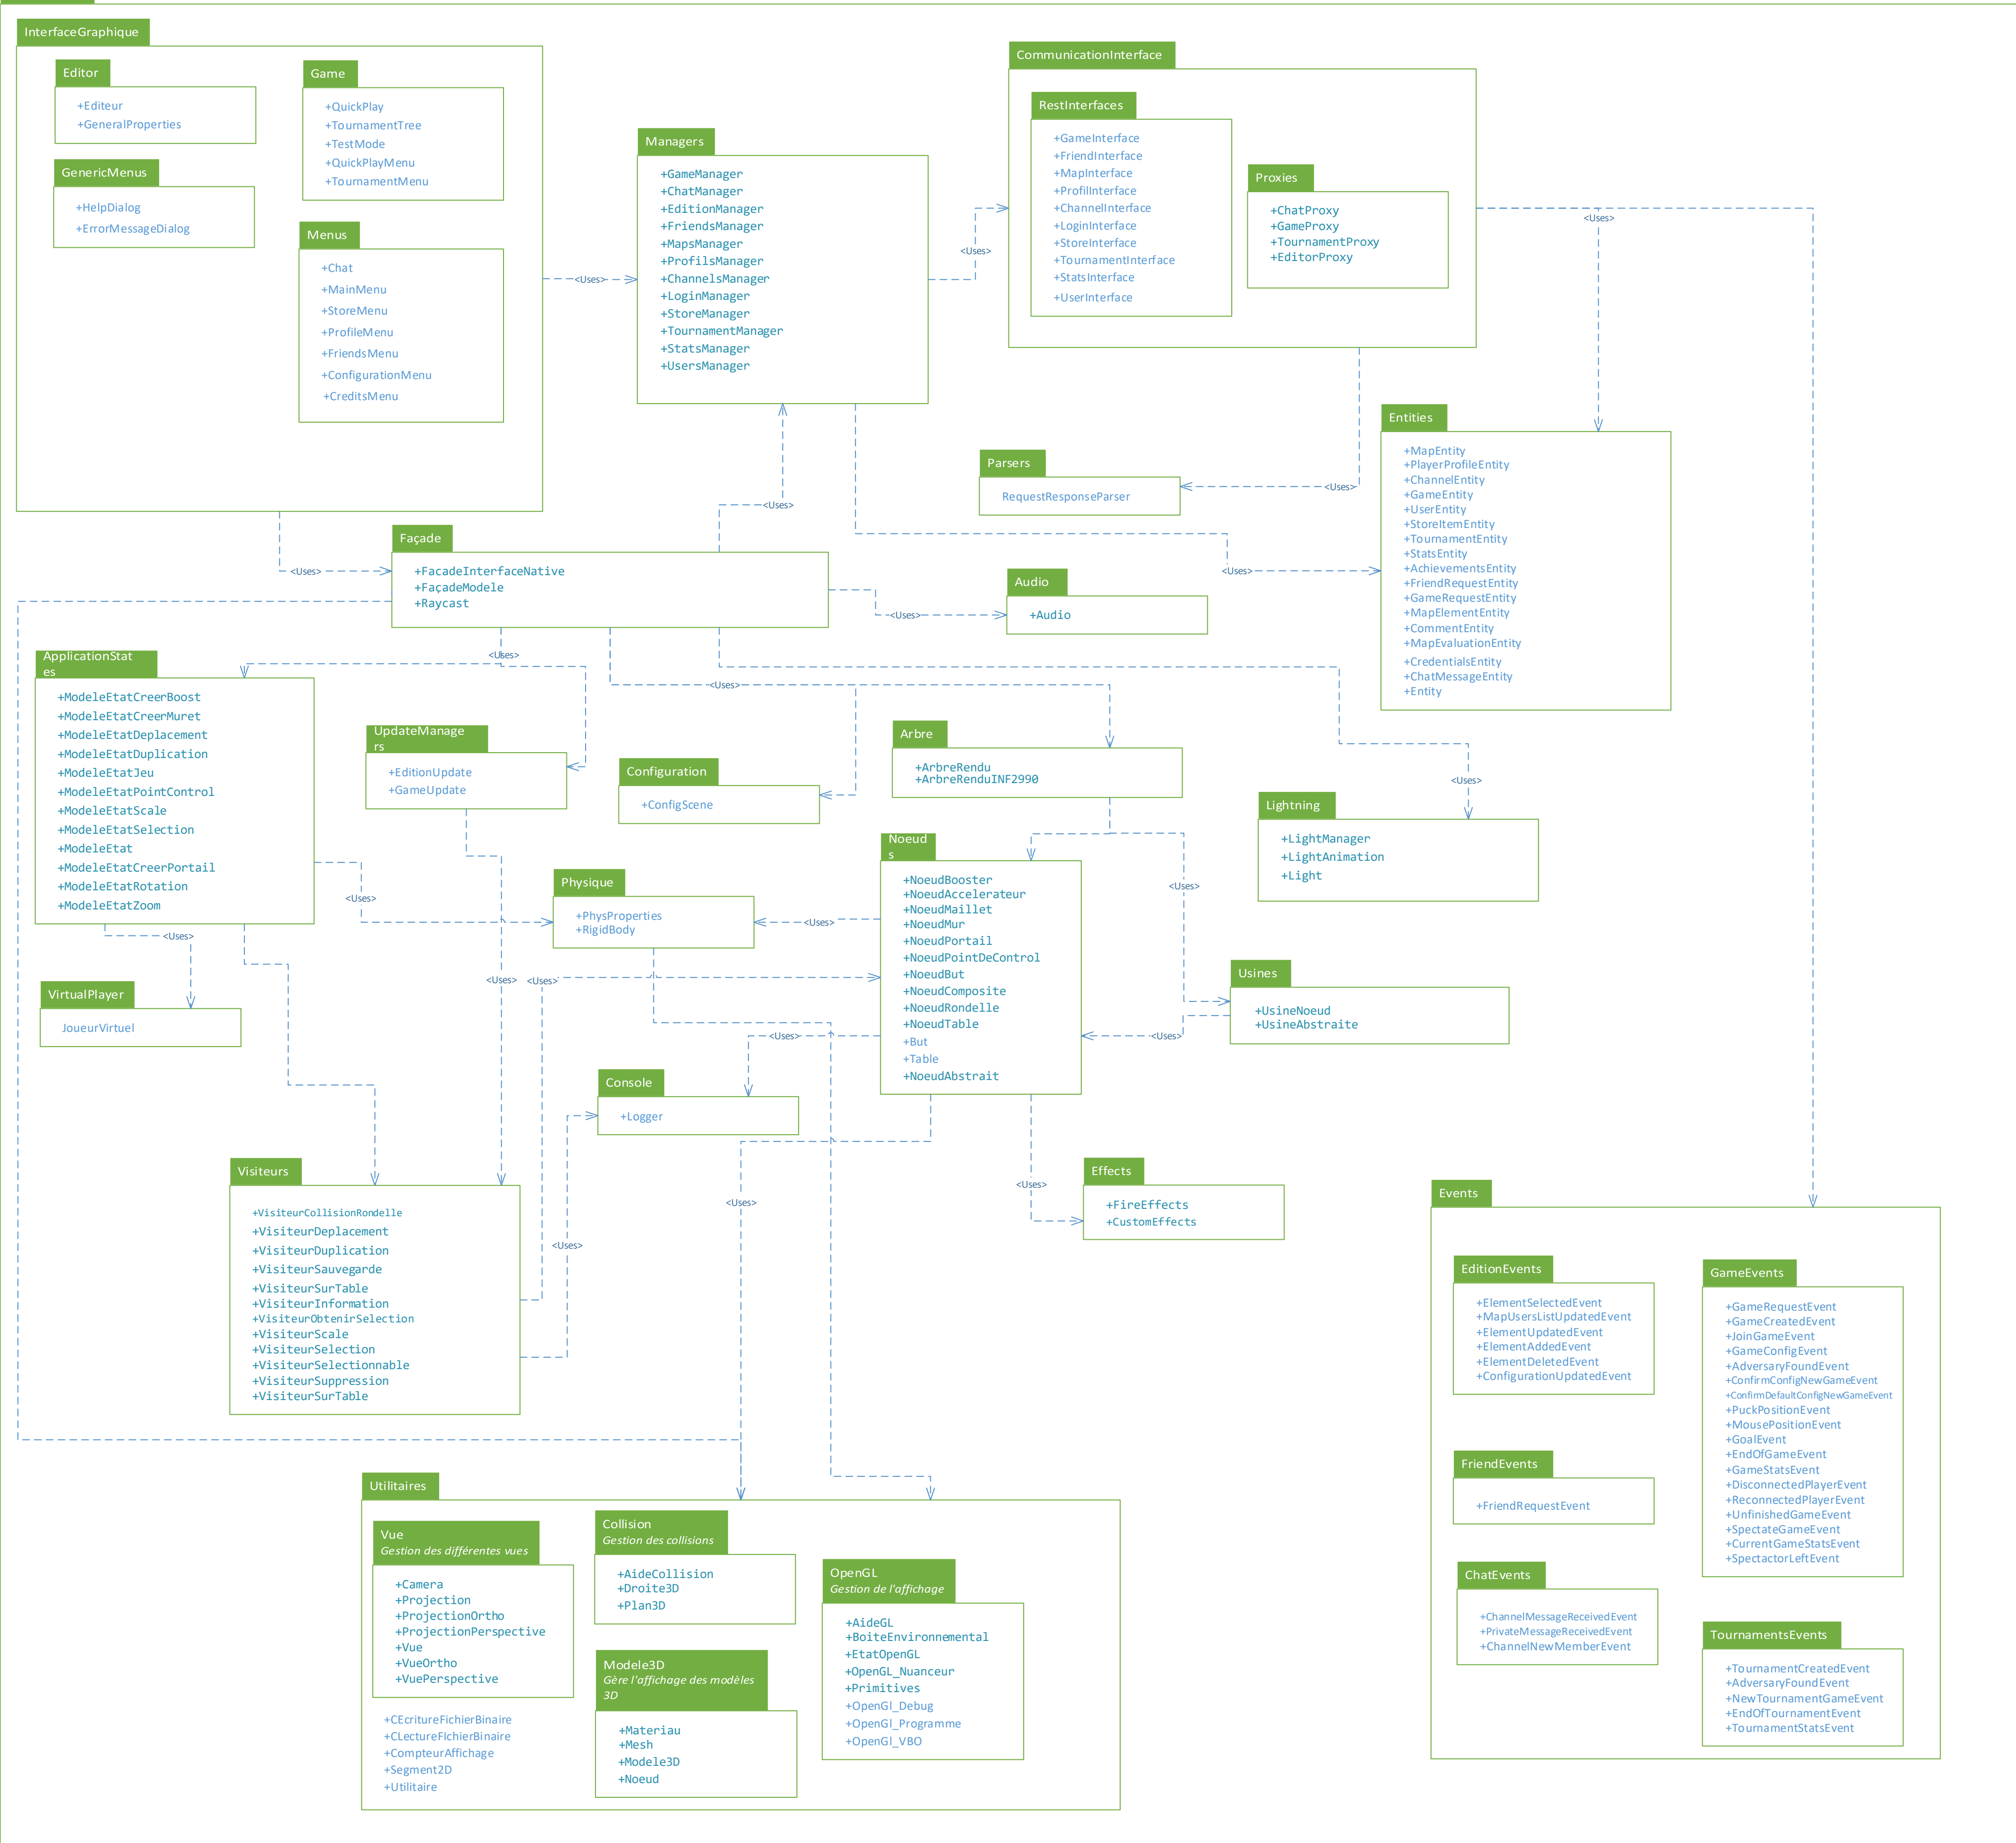 InterfaceGraphique
Editor
+Editeur
+GeneralProperties
GenericMenus
+HelpDialog
+ErrorMessageDialog
Game
+QuickPlay
+TournamentTree
+TestMode
+QuickPlayMenu
+TournamentMenu
Menus
+Chat
+MainMenu
+StoreMenu
+ProfileMenu
+FriendsMenu
+ConfigurationMenu
+CreditsMenu
<Uses>
Managers
+GameManager
+ChatManager
+EditionManager
+FriendsManager
+MapsManager
+ProfilsManager
+ChannelsManager
+LoginManager
+StoreManager
+TournamentManager
+StatsManager
+UsersManager
<Uses>
CommunicationInterface
RestInterfaces
+GameInterface
+FriendInterface
+MapInterface
+ProfilInterface
+ChannelInterface
+LoginInterface
+StoreInterface
+TournamentInterface
+StatsInterface
+UserInterface
Proxies
+ChatProxy
+GameProxy
+TournamentProxy
+EditorProxy
<Uses>
Entities
+MapEntity
+PlayerProfileEntity
+ChannelEntity
+GameEntity
+UserEntity
+StoreItemEntity
+TournamentEntity
+StatsEntity
+AchievementsEntity
+FriendRequestEntity
+GameRequestEntity
+MapElementEntity
+CommentEntity
+MapEvaluationEntity
+CredentialsEntity
+ChatMessageEntity
+Entity
Parsers
RequestResponseParser
<Uses>
<Uses>
<Uses>
<Uses>
Façade
+FacadeInterfaceNative
+FaçadeModele
+Raycast
<Uses>
Audio
+Audio
<Uses>
<Uses>
<Uses>
ApplicationStat
es
+ModeleEtatCreerBoost
+ModeleEtatCreerMuret
+ModeleEtatDeplacement
+ModeleEtatDuplication
+ModeleEtatJeu
+ModeleEtatPointControl
+ModeleEtatScale
+ModeleEtatSelection
+ModeleEtat
+ModeleEtatCreerPortail
+ModeleEtatRotation
+ModeleEtatZoom
UpdateManage
rs
+EditionUpdate
+GameUpdate
Configuration
+ConfigScene
Arbre
+ArbreRendu
+ArbreRenduINF2990
Lightning
+LightManager
+LightAnimation
+Light
Noeud
s
+NoeudBooster
+NoeudAccelerateur
+NoeudMaillet
+NoeudMur
+NoeudPortail
+NoeudPointDeControl
+NoeudBut
+NoeudComposite
+NoeudRondelle
+NoeudTable
+But
+Table
+NoeudAbstrait
Physique
+PhysProperties
+RigidBody
<Uses>
<Uses>
<Uses>
<Uses>
<Uses>
<Uses>
<Uses>
<Uses>
VirtualPlayer
JoueurVirtuel
Usines
+UsineNoeud
+UsineAbstraite
Console
+Logger
<Uses>
<Uses>
<Uses>
Effects
+FireEffects
+CustomEffects
Visiteurs
+VisiteurCollisionRondelle
+VisiteurDeplacement
+VisiteurDuplication
+VisiteurSauvegarde
+VisiteurSurTable
+VisiteurInformation
+VisiteurObtenirSelection
+VisiteurScale
+VisiteurSelection
+VisiteurSelectionnable
+VisiteurSuppression
+VisiteurSurTable
Utilitaires
Vue
Gestion des différentes vues
+Camera
+Projection
+ProjectionOrtho
+ProjectionPerspective
+Vue
+VueOrtho
+VuePerspective
+CEcritureFichierBinaire
+CLectureFIchierBinaire
+CompteurAffichage
+Segment2D
+Utilitaire
Collision
Gestion des collisions
+AideCollision
+Droite3D
+Plan3D
Modele3D
Gère l'affichage des modèles
3D
+Materiau
+Mesh
+Modele3D
+Noeud
OpenGL
Gestion de l'affichage
+AideGL
+BoiteEnvironnemental
+EtatOpenGL
+OpenGL_Nuanceur
+Primitives
+OpenGl_Debug
+OpenGl_Programme
+OpenGl_VBO
Events
EditionEvents
+ElementSelectedEvent
+MapUsersListUpdatedEvent
+ElementUpdatedEvent
+ElementAddedEvent
+ElementDeletedEvent
+ConfigurationUpdatedEvent
FriendEvents
+FriendRequestEvent
ChatEvents
+ChannelMessageReceivedEvent
+PrivateMessageReceivedEvent
+ChannelNewMemberEvent
GameEvents
+GameRequestEvent
+GameCreatedEvent
+JoinGameEvent
+GameConfigEvent
+AdversaryFoundEvent
+ConfirmConfigNewGameEvent
+ConfirmDefaultConfigNewGameEvent
+PuckPositionEvent
+MousePositionEvent
+GoalEvent
+EndOfGameEvent
+GameStatsEvent
+DisconnectedPlayerEvent
+ReconnectedPlayerEvent
+UnfinishedGameEvent
+SpectateGameEvent
+CurrentGameStatsEvent
+SpectactorLeftEvent
TournamentsEvents
+TournamentCreatedEvent
+AdversaryFoundEvent
+NewTournamentGameEvent
+EndOfTournamentEvent
+TournamentStatsEvent